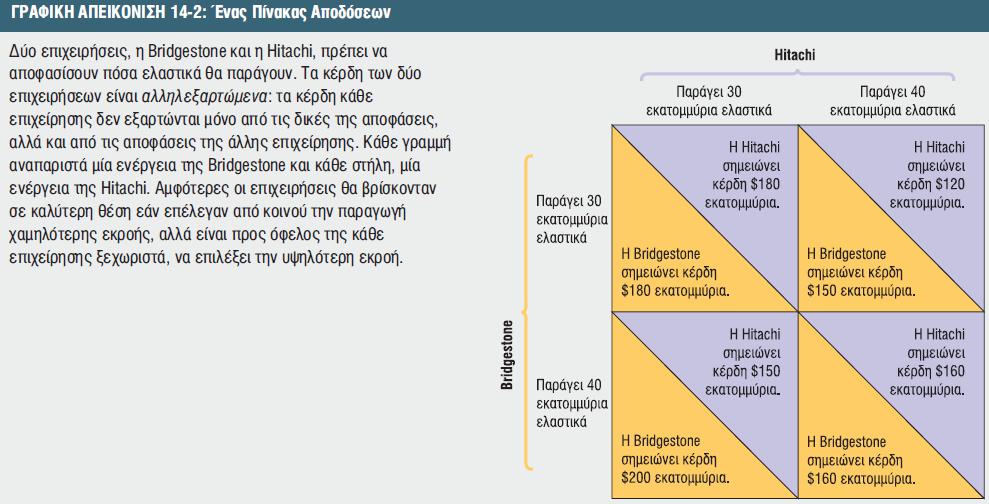 ΓΡΑΦΙΚΗ ΑΠΕΙΚΟΝΙΣΗ 14-2: Ένας Πίνακας Αποδόσεων
Δύο επιχειρήσεις, η Bridgestone και η Hitachi, πρέπει να
αποφασίσουν πόσα ελαστικά θα παράγουν. Τα κέρδη των δύο
επιχειρήσεων είναι αλληλεξαρτώμενα: τα κέρδη κάθε
επιχείρησης δεν εξαρτώνται μόνο από τις δικές της αποφάσεις,
αλλά και από τις αποφάσεις της άλλης επιχείρησης. Κάθε γραμμή
αναπαριστά μία ενέργεια της Bridgestone και κάθε στήλη, μία
ενέργεια της Hitachi. Αμφότερες οι επιχειρήσεις θα βρίσκονταν
σε καλύτερη θέση εάν επέλεγαν από κοινού την παραγωγή
χαμηλότερης εκροής, αλλά είναι προς όφελος της κάθε
επιχείρησης ξεχωριστά, να επιλέξει την υψηλότερη εκροή.
Hitachi
Παράγει 30
εκατομμύρια ελαστικά
Παράγει 40
εκατομμύρια ελαστικά
Bridgestone
Παράγει 30
εκατομμύρια
ελαστικά
Η Hitachi
σημειώνει
κέρδη $180
εκατομμύρια.
Η Bridgestone
σημειώνει κέρδη
$180 εκατομμύρια.
Η Hitachi
σημειώνει
κέρδη $120
εκατομμύρια.
Η Bridgestone
σημειώνει κέρδη
$150 εκατομμύρια.
Παράγει 40
εκατομμύρια
ελαστικά
Η Hitachi
σημειώνει
κέρδη $150
εκατομμύρια.
Η Bridgestone
σημειώνει κέρδη
$200 εκατομμύρια.
Η Hitachi
σημειώνει
κέρδη $160
εκατομμύρια.
Η Bridgestone
σημειώνει κέρδη
$160 εκατομμύρια.